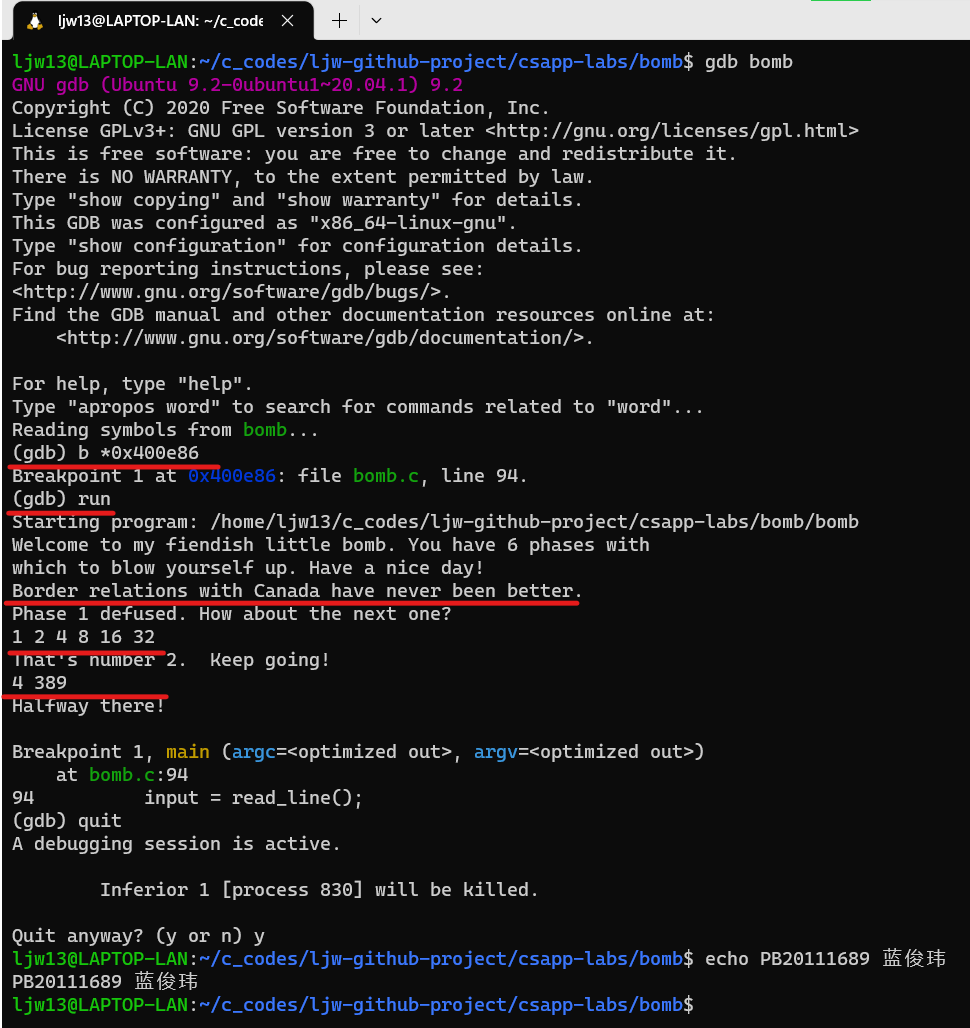 ljw13@LAPTOP-LAN: ~/c_code
ljw13@LAPTOP-LAN:~/c_codes/ljw-github-project/csapp-labs/bomb$ gdb bomb
GNU gdb (Ubuntu 9.2-0ubuntu1~20.04.1) 9.2
Copyright (C) 2020 Free Software Foundation, Inc.
License GPLv3+: GNU GPL version 3 or later <http://gnu.org/licenses/gpl.html>
This is free software: you are free to change and redistribute it.
There is NO WARRANTY, to the extent permitted by law.
Type "show copying" and "show warranty" for details.
This GDB was configured as "x86_64-linux-gnu".
Type "show configuration" for configuration details.
For bug reporting instructions, please see:
<http://www.gnu.org/software/gdb/bugs/>.
Find the GDB manual and other documentation resources online at:
    <http://www.gnu.org/software/gdb/documentation/>.
For help, type "help".
Type "apropos word" to search for commands related to "word"...
Reading symbols from bomb...
(gdb) b *0x400e86
Breakpoint 1 at 0x400e86: file bomb.c, line 94.
(gdb) run
Starting program: /home/ljw13/c_codes/ljw-github-project/csapp-labs/bomb/bomb
Welcome to my fiendish little bomb. You have 6 phases with
which to blow yourself up. Have a nice day!
Border relations with Canada have never been better.
Phase 1 defused. How about the next one?
1 2 4 8 16 32
That's number 2.  Keep going!
4 389
Halfway there!
Breakpoint 1, main (argc=<optimized out>, argv=<optimized out>)
    at bomb.c:94
94          input = read_line();
(gdb) quit
A debugging session is active.
        Inferior 1 [process 830] will be killed.
Quit anyway? (y or n) y
ljw13@LAPTOP-LAN:~/c_codes/ljw-github-project/csapp-labs/bomb$ echo PB20111689 蓝俊玮
PB20111689 蓝俊玮
ljw13@LAPTOP-LAN:~/c_codes/ljw-github-project/csapp-labs/bomb$